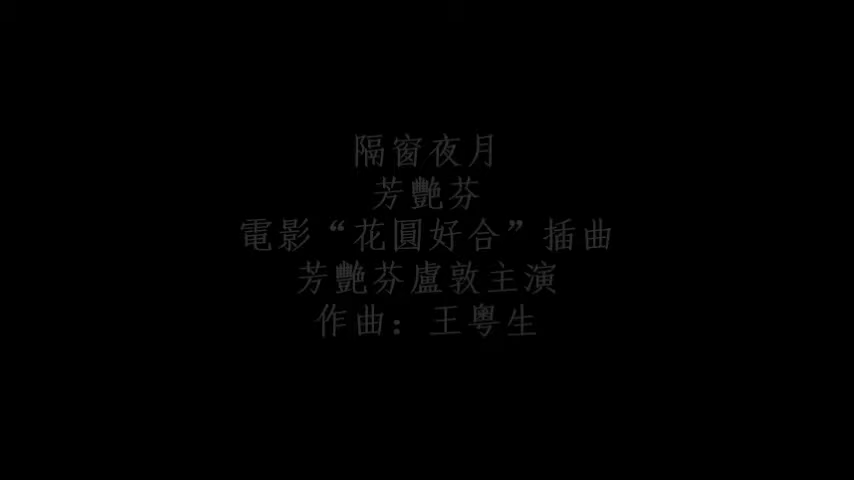 隔窗夜月
芳艷芬
電影“花圓好合”插曲
芳艷芬盧敦主演
作曲：王粵生